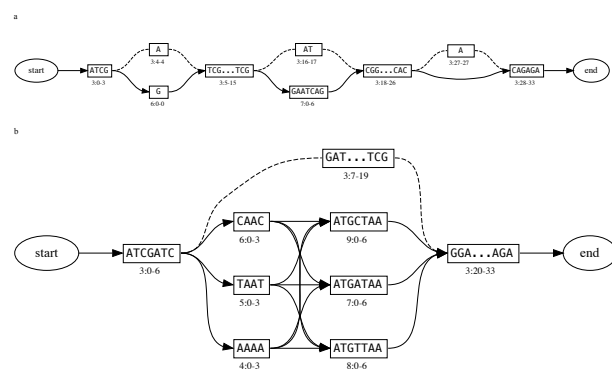 a
A
3:4-4
AT
3:16-17
A
3:27-27
start
ATCG
3:0-3
TCG...TCG
3:5-15
CGG...CAC
3:18-26
CAGAGA
3:28-33
end
G
6:0-0
GAATCAG
7:0-6
b
GAT...TCG
3:7-19
CAAC
6:0-3
ATGCTAA
9:0-6
start
ATCGATC
3:0-6
TAAT
5:0-3
ATGATAA
7:0-6
GGA...AGA
3:20-33
end
AAAA
4:0-3
ATGTTAA
8:0-6